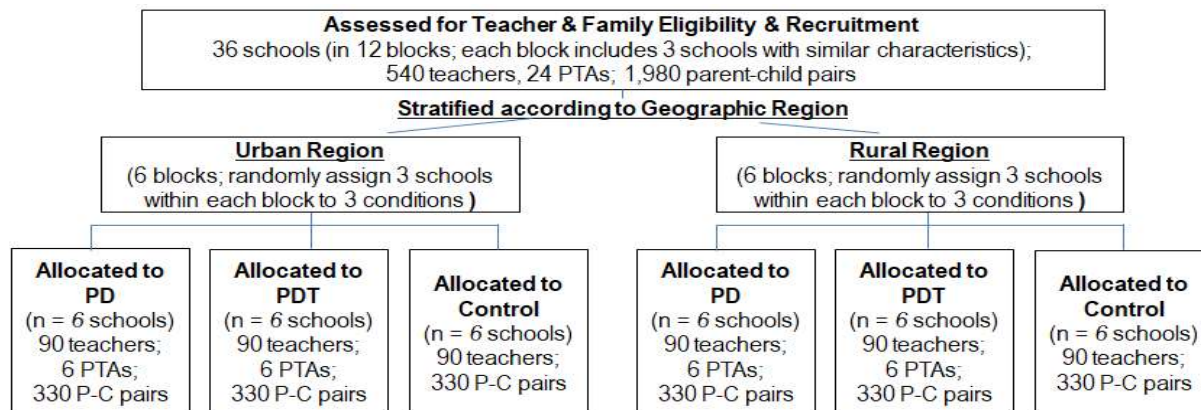 Assessed for Teacher & Family Eligibility & Recruitment
36 schools (in 12 blocks; each block includes 3 schools with similar characteristics);
540 teachers, 24 PTAs; 1,980 parent-child pairs
Stratified according to Geographic Region
Urban Region
(6 blocks; randomly assign 3 schools
within each block to 3 conditions )
Rural Region
(6 blocks; randomly assign 3 schools
within each block to 3 conditions )
Allocated to
PD
(n = 6 schools)
90 teachers;
6 PTAs;
330 P-C pairs
Allocated to
PDT
(n = 6 schools)
90 teachers;
6 PTAs;
330 P-C pairs
Allocated to
Control
(n = 6 schools)
90 teachers;
330 P-C pairs
Allocated to
PD
(n = 6 schools)
90 teachers;
6 PTAs;
330 P-C pairs
Allocated to
PDT
(n = 6 schools)
90 teachers;
6 PTAs;
330 P-C pairs
Allocated to
Control
(n = 6 schools)
90 teachers;
330 P-C pairs